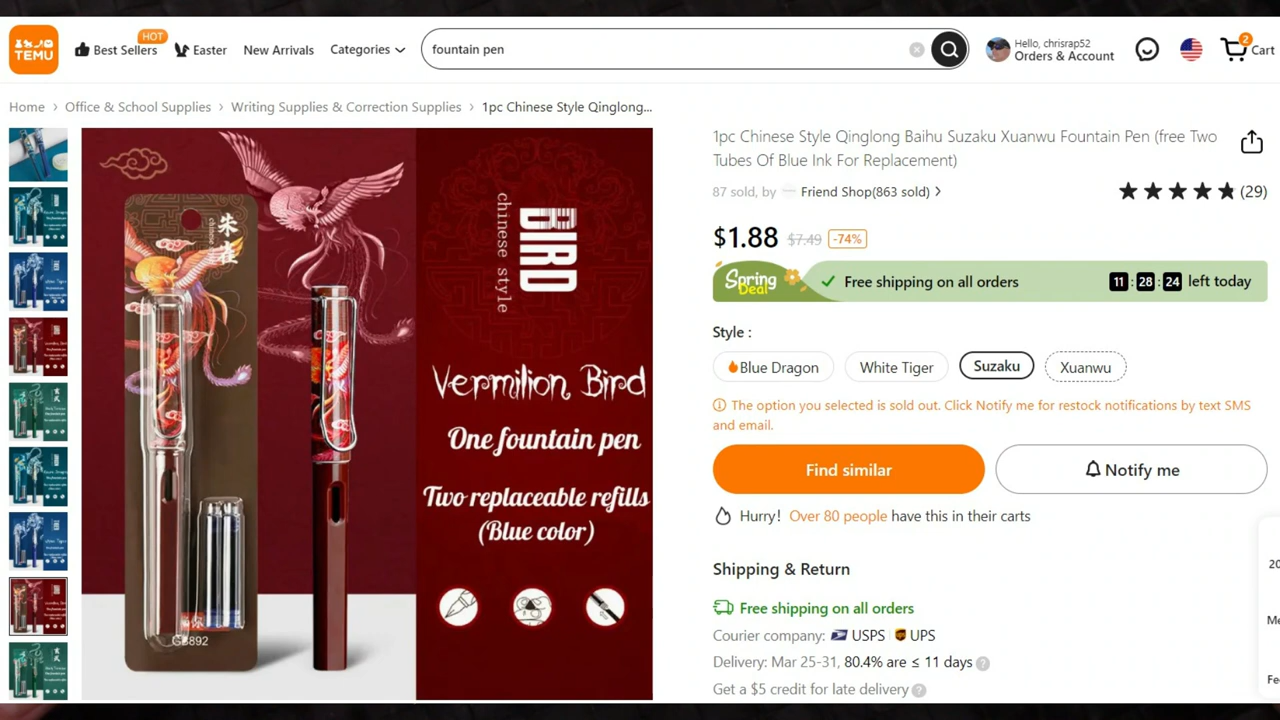 TEMU
Best Sellers
HOT
Easter
New Arrivals
Categories
fountain pen
Hello, chrisrap52
Orders & Account
2
Cart
Home > Office & School Supplies > Writing Supplies & Correction Supplies > 1pc Chinese Style Qinglong...
朱雀
GB892
chinese style
BIRD
Vermilion Bird
One fountain pen
Two replaceable refills
(Blue color)
1pc Chinese Style Qinglong Baihu Suzaku Xuanwu Fountain Pen (free Two
Tubes Of Blue Ink For Replacement)
87 sold, by
Friend Shop(863 sold) >
(29)
$1.88 $7.49 -74%
Spring
Deal
Free shipping on all orders
11 : 28 : 24 left today
Style :
Blue Dragon
White Tiger
Suzaku
Xuanwu
The option you selected is sold out. Click Notify me for restock notifications by text SMS
and email.
Find similar
Notify me
Hurry! Over 80 people have this in their carts
Shipping & Return
Free shipping on all orders
Courier company: USPS UPS
Delivery: Mar 25-31, 80.4% are ≤ 11 days ?
Get a $5 credit for late delivery ?
20
Me
Fe